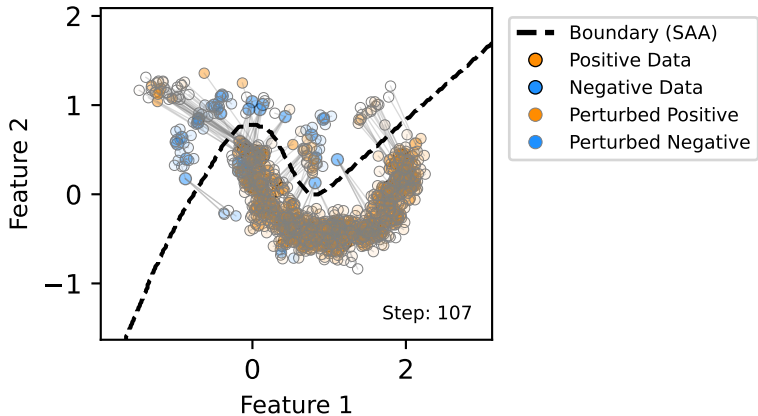 2
1
0
−1
Feature 2
0
2
Feature 1
Step: 107
Boundary (SAA)
Positive Data
Negative Data
Perturbed Positive
Perturbed Negative